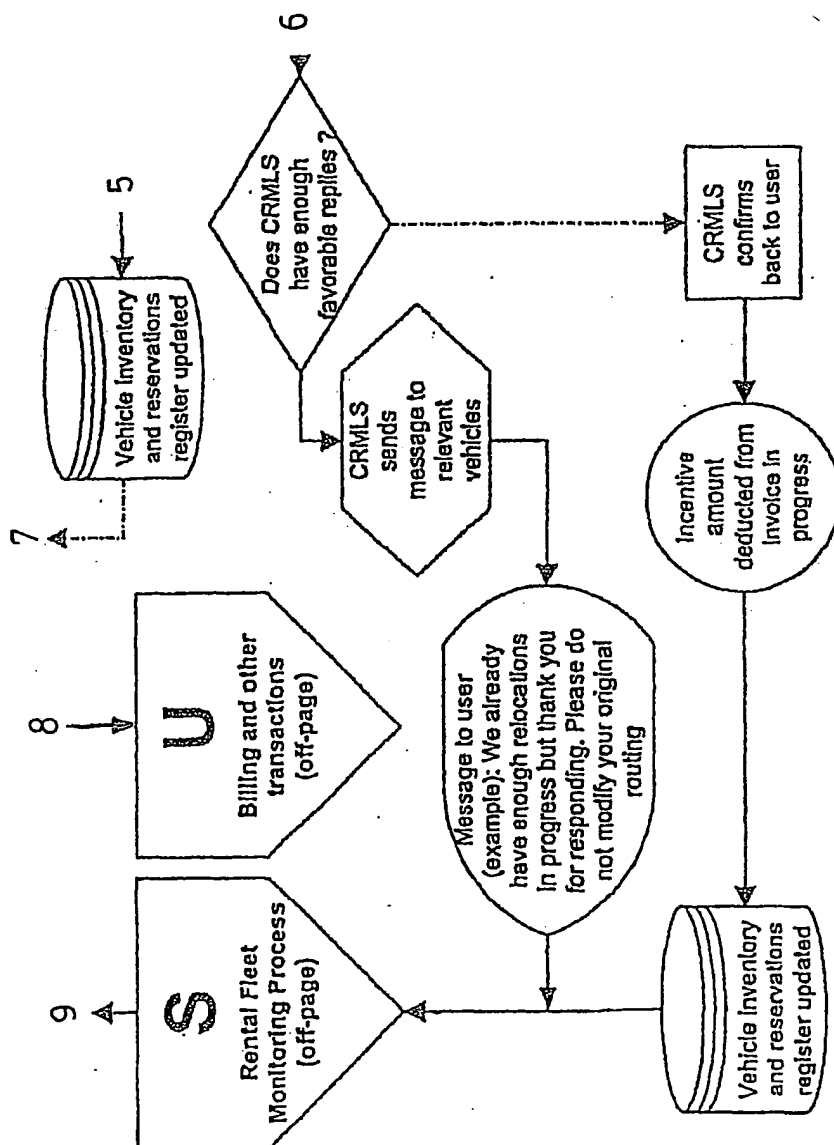 9
S
Rental Fleet
Monitoring Process
(off-page)
8
U
Billing and other
transactions
(off-page)
7
Vehicle Inventory
and reservations
register updated
5
6
Does CRMLS
have enough
favorable replies ?
CRMLS
sends
message to
relevant
vehicles
Message to user
(example): We already
have enough relocations
In progress but thank you
for responding. Please do
not modify your original
routing
CRMLS
confirms
back to user
Incentive
amount
deducted from
Invoice in
progress
Vehicle Inventory
and reservations
register updated